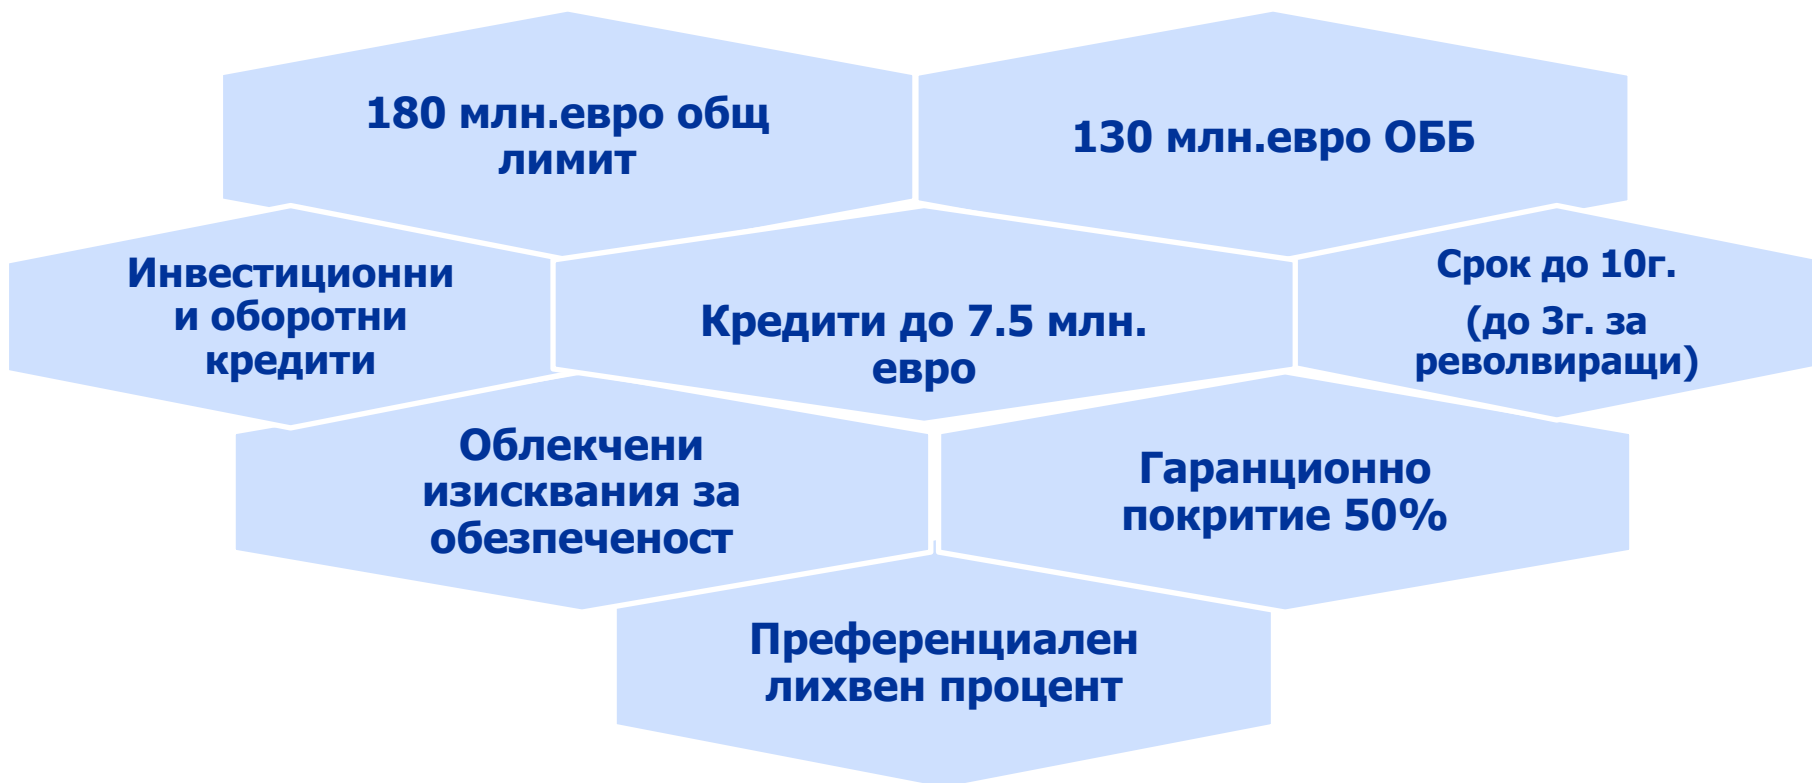 180 млн.евро общ
лимит
130 млн.евро ОББ
Инвестиционни
и оборотни
кредити
Кредити до 7.5 млн.
евро
Срок до 10г.
(до 3г. за
револвиращи)
Облекчени
изисквания за
обезпеченост
Гаранционно
покритие 50%
Преференциален
лихвен процент